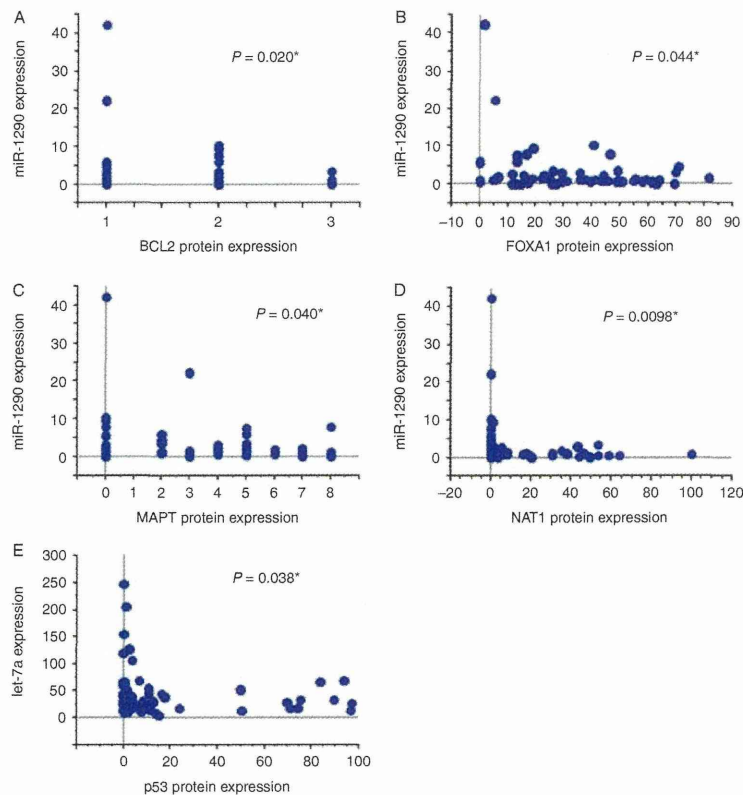 A
P = 0.020*
miR-1290 expression
40
30
20
10
0
1 2 3
BCL2 protein expression
B
P = 0.044*
miR-1290 expression
40
30
20
10
0
–10 0 10 20 30 40 50 60 70 80 90
FOXA1 protein expression
C
P = 0.040*
miR-1290 expression
40
30
20
10
0
0 1 2 3 4 5 6 7 8
MAPT protein expression
D
P = 0.0098*
miR-1290 expression
40
30
20
10
0
–20 0 20 40 60 80 100 120
NAT1 protein expression
E
P = 0.038*
let-7a expression
300
250
200
150
100
50
0
0 20 40 60 80 100
p53 protein expression